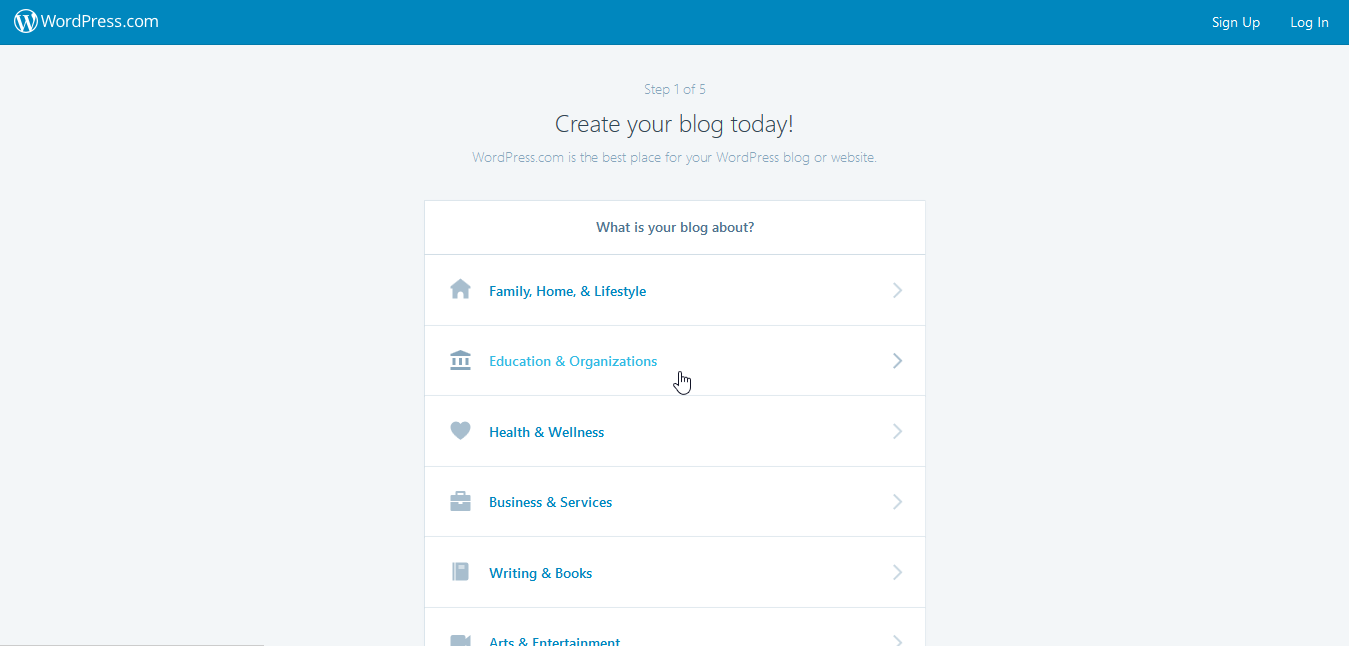 WordPress.com
Sign Up
Log In
Step 1 of 5
Create your blog today!
WordPress.com is the best place for your WordPress blog or website.
What is your blog about?
Family, Home, & Lifestyle
Education & Organizations
Health & Wellness
Business & Services
Writing & Books
Arts & Entertainment